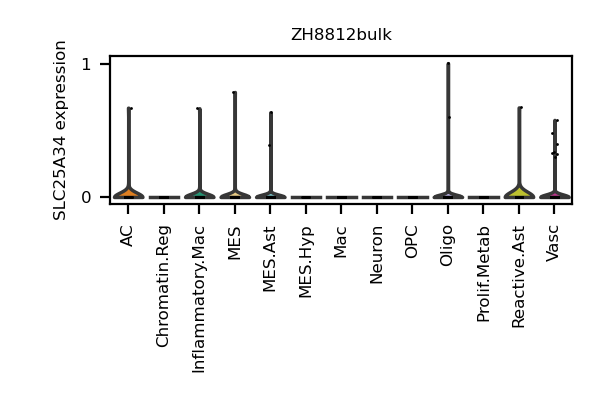 ZH8812bulk
SLC25A34 expression
1
0
AC
Chromatin.Reg
Inflammatory.Mac
MES
MES.Ast
MES.Hyp
Mac
Neuron
OPC
Oligo
Prolif.Metab
Reactive.Ast
Vasc